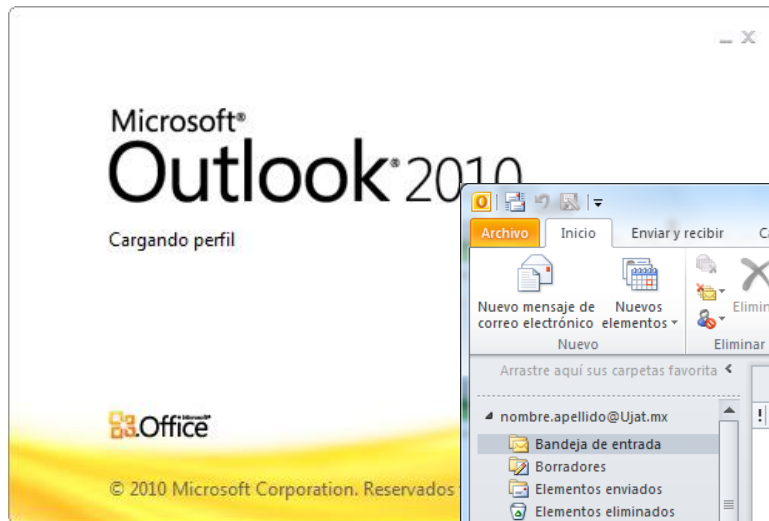 Microsoft®
Outlook® 2010
Cargando perfil
Microsoft®
Office
© 2010 Microsoft Corporation. Reservados
Archivo Inicio Enviar y recibir
Nuevo mensaje de Nuevos
correo electrónico elementos
Nuevo Eliminar
Arrastre aquí sus carpetas favorita
nombre.apellido@Ujat.mx
Bandeja de entrada
Borradores
Elementos enviados
Elementos eliminados